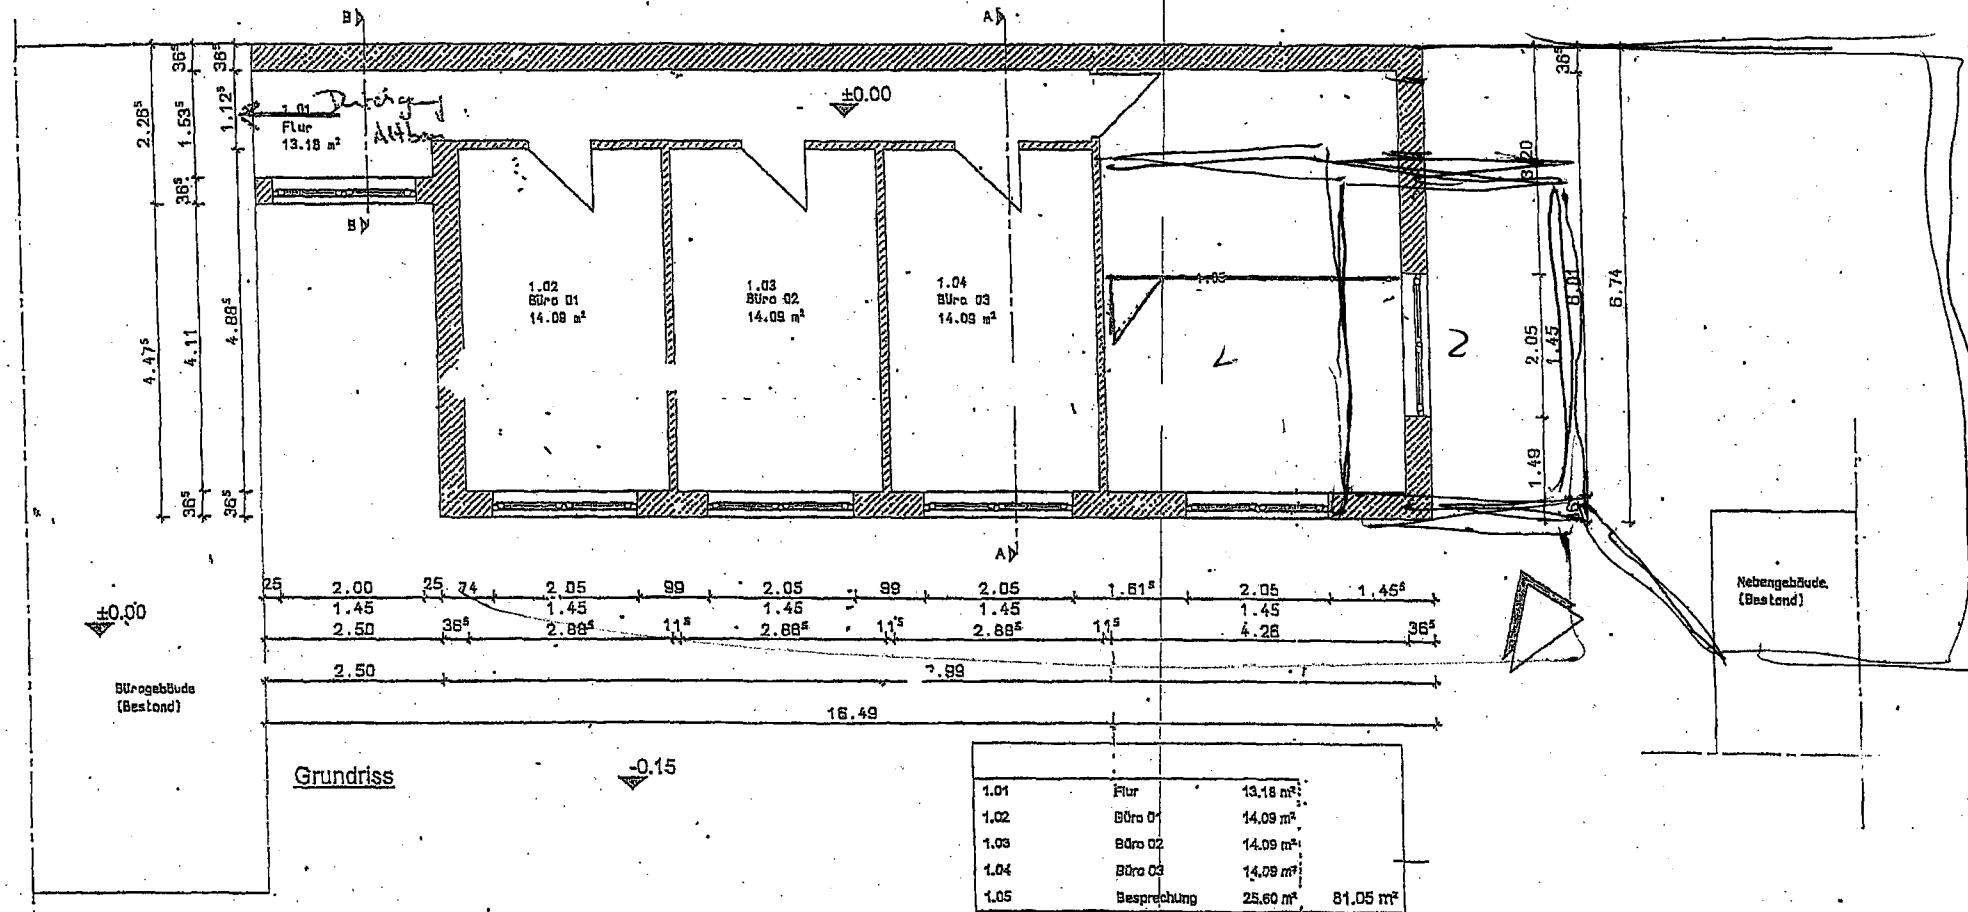 B
A
36⁵
36⁵
36⁵
2.26⁵
1.53⁵
1.12⁵
1.01
Flur
13.18 m²
±0.00
36⁵
3.20
B
4.47⁵
4.11
4.88⁵
1.02
Büro 01
14.09 m²
1.03
Büro 02
14.09 m²
1.04
Büro 03
14.09 m²
1.05
2
2.05
1.45
6.01
6.74
1.49
36⁵
36⁵
A
25
2.00
25
74
2.05
99
2.05
99
2.05
1.61⁵
2.05
1.46⁵
1.45
1.45
1.45
1.45
1.45
2.50
36⁵
2.88⁵
11⁵
2.88⁵
11⁵
2.88⁵
11⁵
4.26
36⁵
2.50
.99
16.49
±0.00
Bürogebäude
(Bestand)
Nebengebäude
(Bestand)
Grundriss
-0.15
1.01 Flur 13.18 m²
1.02 Büro 01 14.09 m²
1.03 Büro 02 14.09 m²
1.04 Büro 03 14.09 m²
1.05 Besprechung 25.60 m² 81.05 m²